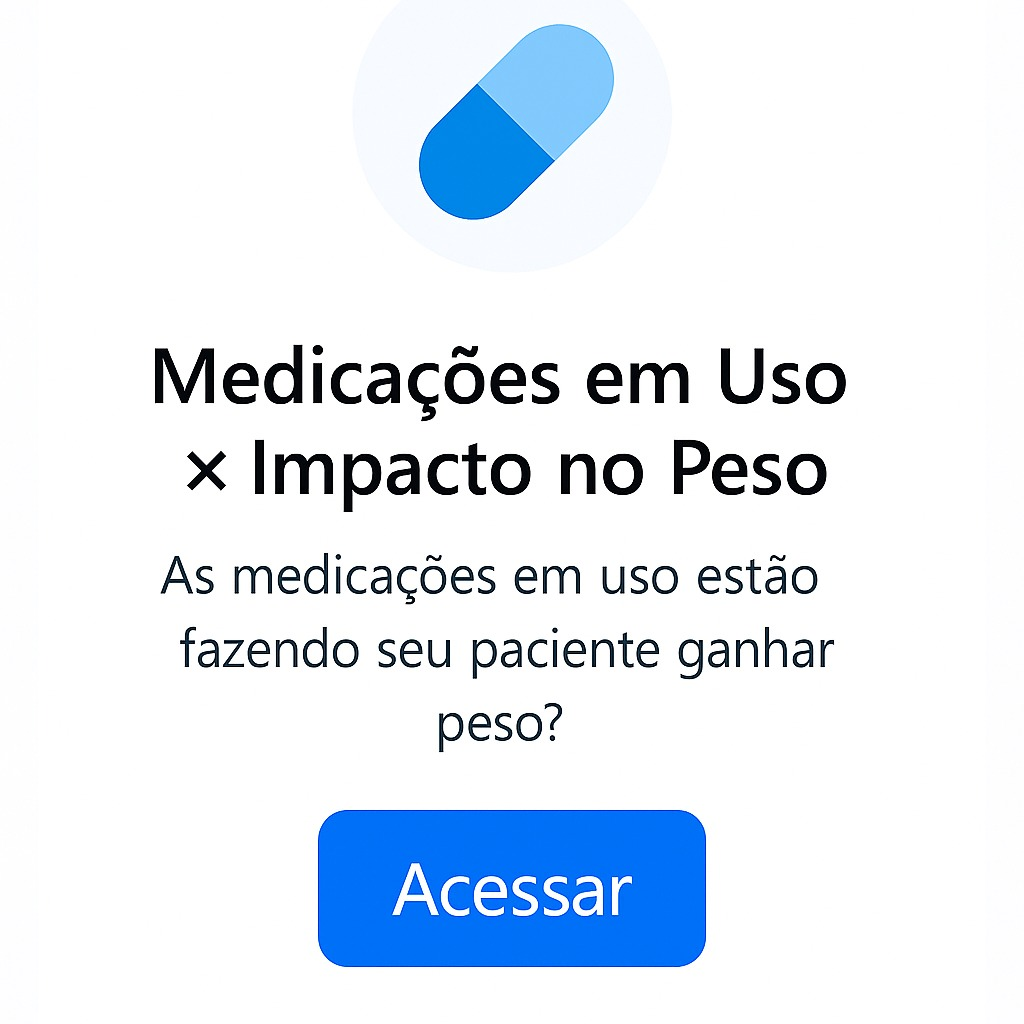 Medicações em Uso
× Impacto no Peso
As medicações em uso estão
fazendo seu paciente ganhar
peso?
Acessar